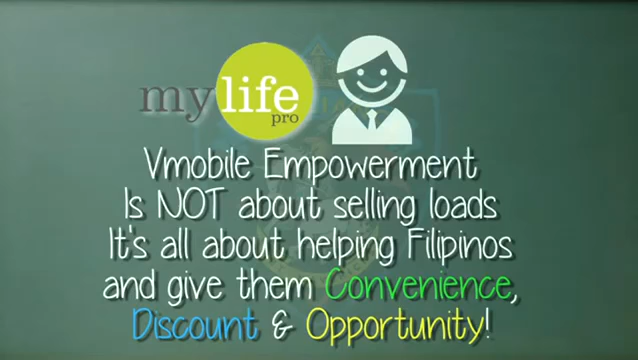 my life
pro
Vmobile Empowerment
Is NOT about selling loads
It's all about helping Filipinos
and give them Convenience,
Discount & Opportunity!